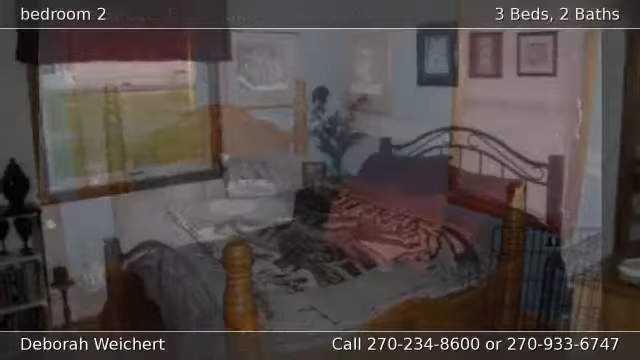 bedroom 2
3 Beds, 2 Baths
Deborah Weichert
Call 270-234-8600 or 270-933-6747